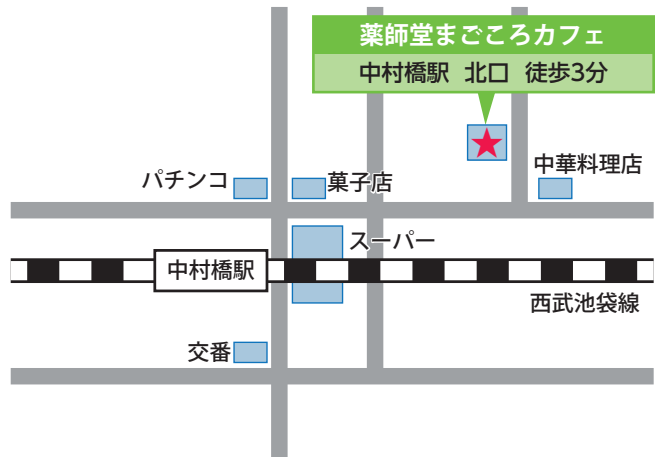 薬師堂まごころカフェ
中村橋駅 北口 徒歩3分
中華料理店
パチンコ
菓子店
スーパー
中村橋駅
西武池袋線
交番